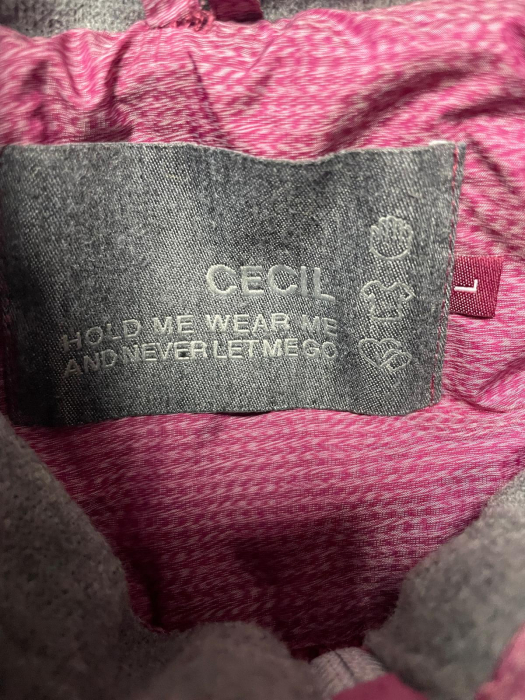 CECIL
HOLD ME WEAR ME
AND NEVER LET ME GO
L